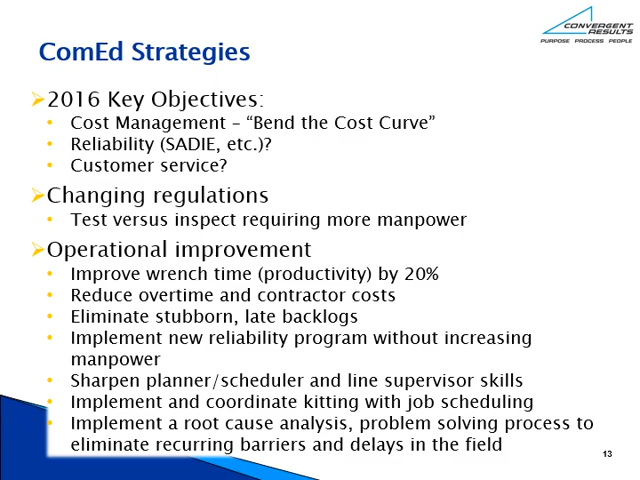 CONVERGENT
RESULTS
PURPOSE PROCESS PEOPLE
ComEd Strategies
2016 Key Objectives:
Cost Management – “Bend the Cost Curve”
Reliability (SADIE, etc.)?
Customer service?
Changing regulations
Test versus inspect requiring more manpower
Operational improvement
Improve wrench time (productivity) by 20%
Reduce overtime and contractor costs
Eliminate stubborn, late backlogs
Implement new reliability program without increasing
manpower
Sharpen planner/scheduler and line supervisor skills
Implement and coordinate kitting with job scheduling
Implement a root cause analysis, problem solving process to
eliminate recurring barriers and delays in the field
13